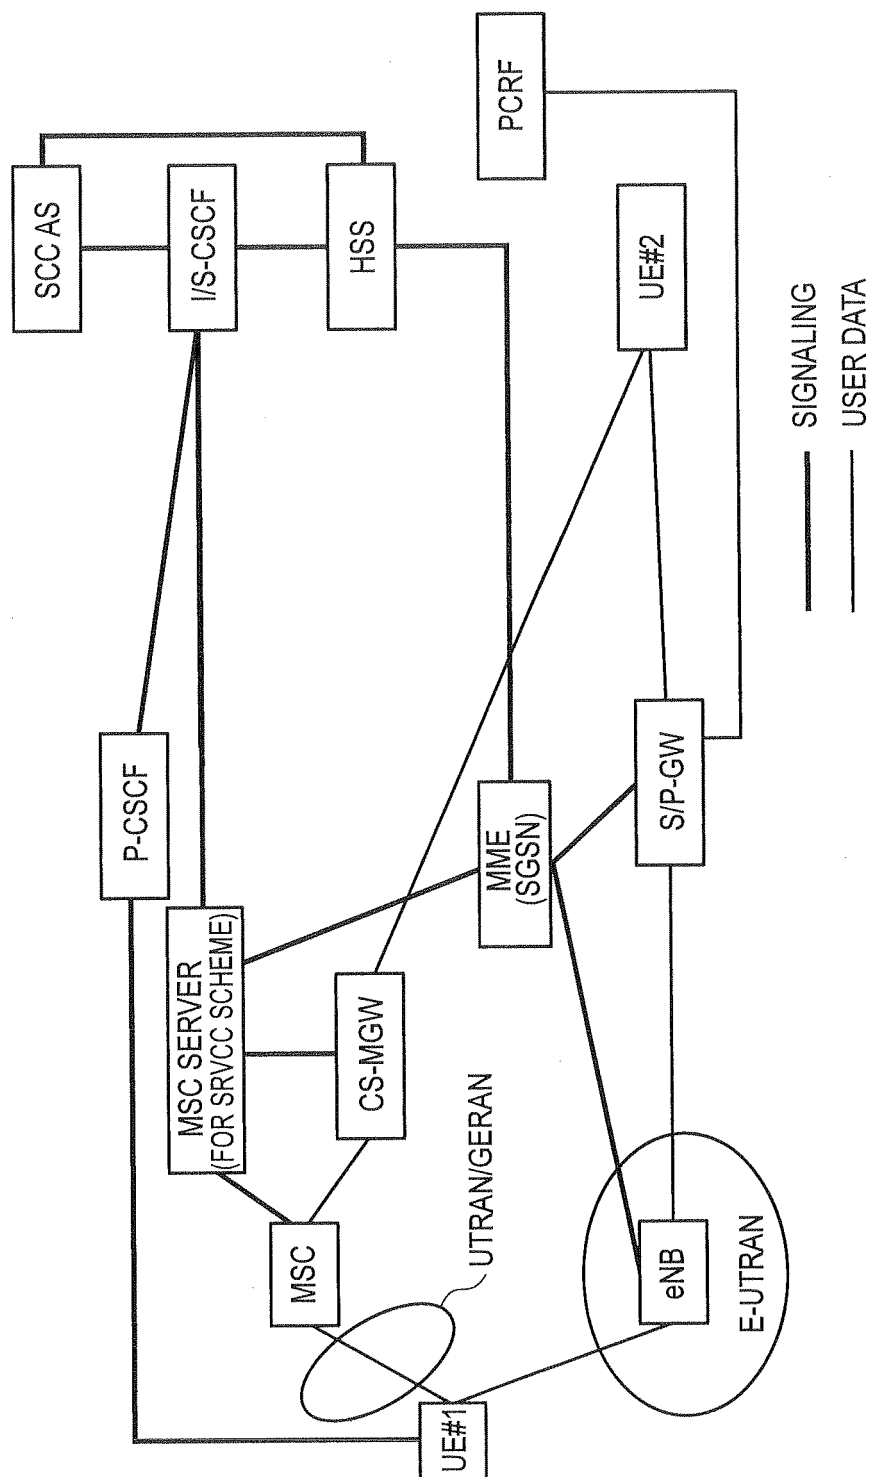 SCC AS
I/S-CSCF
HSS
PCRF
P-CSCF
UE#2
MSC SERVER
(FOR SRVCC SCHEME)
CS-MGW
MME
(SGSN)
S/P-GW
MSC
UTRAN/GERAN
UE#1
eNB
E-UTRAN
SIGNALING
USER DATA